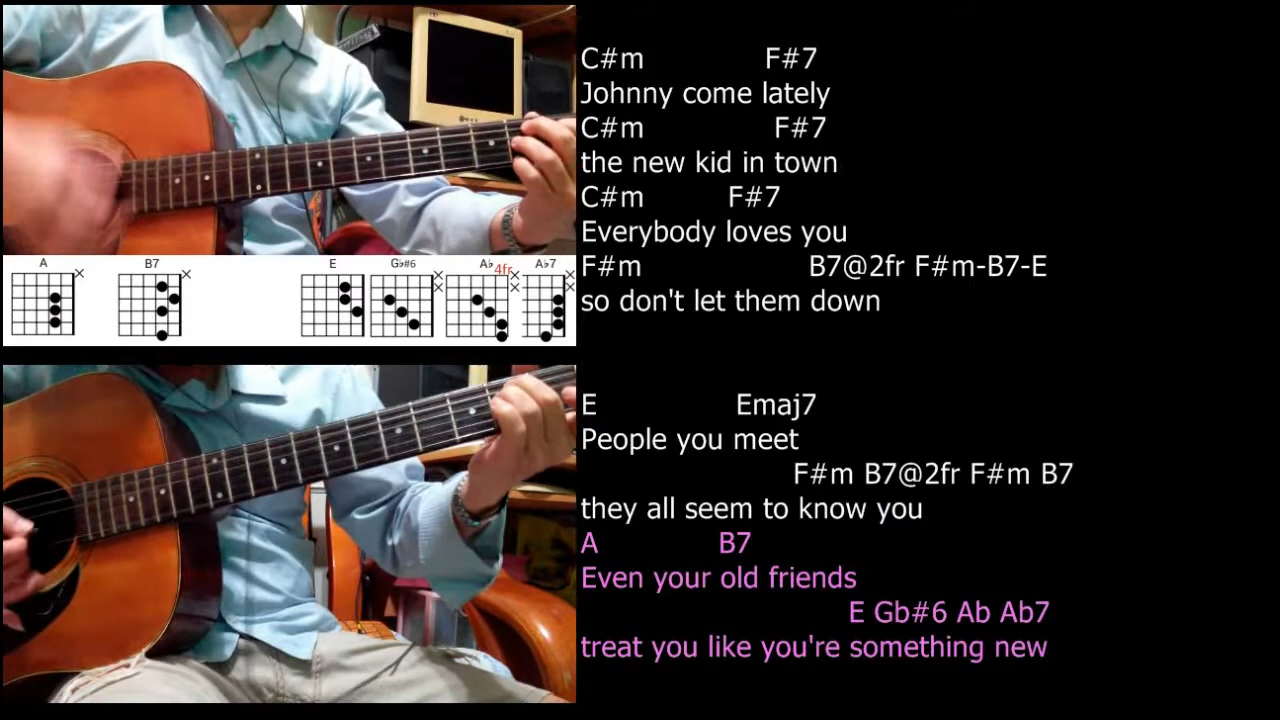 C#m F#7
Johnny come lately
C#m F#7
the new kid in town
C#m F#7
Everybody loves you
F#m B7@2fr F#m-B7-E
so don't let them down
A B7 E G♭#6 A♭ 4fr A♭7
E Emaj7
People you meet
F#m B7@2fr F#m B7
they all seem to know you
A B7
Even your old friends
E Gb#6 Ab Ab7
treat you like you're something new